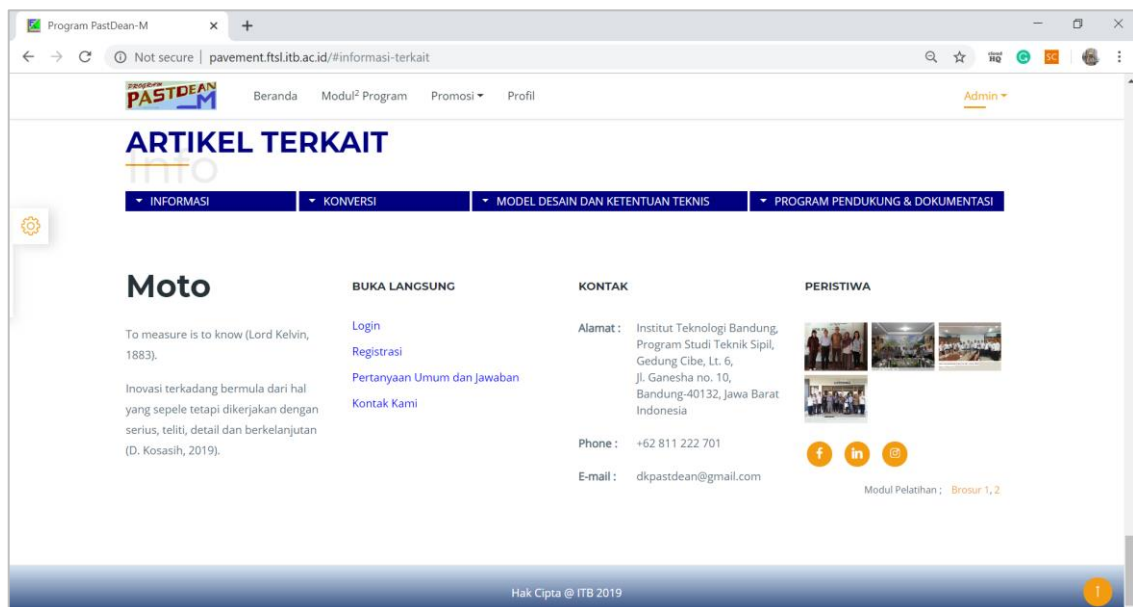 Program PastDean-M
Not secure | pavement.ftsl.itb.ac.id/#informasi-terkait
PROGRAM
PASTDEAN
M
Beranda Modul² Program Promosi Profil Admin
ARTIKEL TERKAIT
Info
INFORMASI KONVERSI MODEL DESAIN DAN KETENTUAN TEKNIS PROGRAM PENDUKUNG & DOKUMENTASI
Moto
To measure is to know (Lord Kelvin,
1883).
Inovasi terkadang bermula dari hal
yang sepele tetapi dikerjakan dengan
serius, teliti, detail dan berkelanjutan
(D. Kosasih, 2019).
BUKA LANGSUNG
Login
Registrasi
Pertanyaan Umum dan Jawaban
Kontak Kami
KONTAK
Alamat : Institut Teknologi Bandung,
Program Studi Teknik Sipil,
Gedung Cibe, Lt. 6,
Jl. Ganesha no. 10,
Bandung-40132, Jawa Barat
Indonesia
Phone : +62 811 222 701
E-mail : dkpastdean@gmail.com
PERISTIWA
Modul Pelatihan ; Brosur 1, 2
Hak Cipta @ ITB 2019